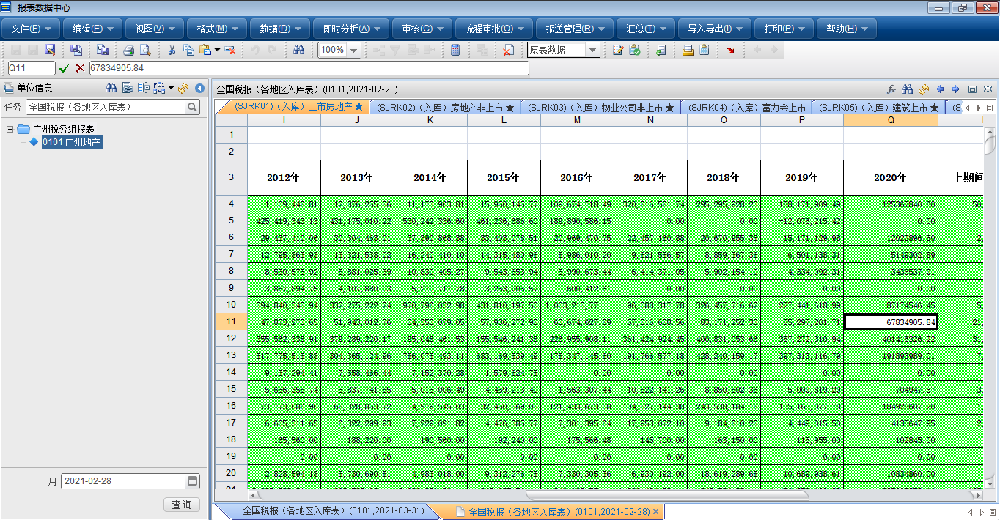 报表数据中心
文件(F) 编辑(E) 视图(V) 格式(M) 数据(D) 即时分析(A) 审核(C) 流程审批(O) 报送管理(R) 汇总(T) 导入导出(I) 打印(P) 帮助(H)
100% 原表数据
Q11 67834905.84
单位信息
任务 全国税报（各地区入库表）
广州税务组报表
0101 广州地产
月 2021-02-28
查 询
全国税报（各地区入库表）(0101,2021-02-28)
(SJRK01)（入库）上市房地产★ (SJRK02)（入库）房地产非上市★ (SJRK03)（入库）物业公司非上市★ (SJRK04)（入库）富力会上市 (SJRK05)（入库）建筑上市★ (S
I J K L M N O P Q
1
2
3 2012年 2013年 2014年 2015年 2016年 2017年 2018年 2019年 2020年 上期间
4 1,109,448.81 12,876,255.56 11,173,963.81 15,950,145.77 109,674,718.49 320,816,581.74 295,295,928.23 188,171,909.49 125367840.60 50,
5 425,419,343.13 431,175,010.22 530,242,336.60 461,236,686.60 189,890,586.15 0.00 0.00 -12,076,215.42 0.00
6 29,437,410.06 30,304,463.01 37,390,868.38 33,403,078.51 20,969,470.75 22,457,160.88 20,670,955.35 15,171,129.98 12022896.50 2,
7 12,795,863.93 13,321,538.02 16,240,410.10 14,315,480.96 8,986,010.20 9,621,556.57 8,859,367.36 6,501,138.31 5149302.89
8 8,530,575.92 8,881,025.39 10,830,405.27 9,543,653.94 5,990,673.44 6,414,371.05 5,902,154.10 4,334,092.31 3436537.91
9 3,887,894.75 4,107,880.03 5,270,717.78 3,253,906.57 600,412.61 0.00 0.00 0.00 0.00
10 594,840,345.94 332,275,222.24 970,796,032.98 431,810,197.50 1,003,215,77... 96,088,317.78 326,457,716.62 227,441,618.99 87174546.45 5,
11 47,873,273.65 51,943,012.76 54,353,079.05 57,936,272.95 63,674,627.89 57,516,658.56 83,171,252.33 85,297,201.71 67834905.84 21,
12 355,562,338.91 379,289,220.17 195,048,461.53 155,546,241.38 226,955,908.11 361,424,924.45 400,831,053.66 387,272,310.94 401416326.22 31,
13 517,775,515.88 304,365,124.96 786,075,493.11 683,169,539.49 178,347,145.60 191,766,577.18 428,240,159.17 397,313,116.79 191893989.01 7,
14 9,137,294.41 7,558,466.44 7,152,370.28 1,579,624.75 0.00 0.00 0.00 0.00 0.00
15 5,656,358.74 5,837,741.85 5,015,006.49 4,459,213.40 1,563,307.44 10,822,141.26 8,850,802.36 5,009,819.29 704947.57 3,
16 73,773,086.90 68,328,853.72 54,979,545.03 32,450,569.05 121,433,673.08 104,527,144.38 243,538,184.18 135,165,077.78 184928607.20 1,
17 6,605,311.65 6,322,299.93 7,229,091.82 4,476,385.77 7,301,395.64 17,953,072.10 9,184,810.25 4,449,015.50 4135647.95 2,
18 165,560.00 188,220.00 190,560.00 192,240.00 175,566.48 145,700.00 163,150.00 115,955.00 102845.00
19 0.00 0.00 0.00 0.00 0.00 0.00 0.00 0.00 0.00
20 2,828,594.18 5,730,690.81 4,983,018.00 9,312,276.75 7,330,305.36 6,930,192.00 18,619,289.68 10,689,938.61 10834860.00
全国税报（各地区入库表）(0101,2021-03-31) 全国税报（各地区入库表）(0101,2021-02-28)